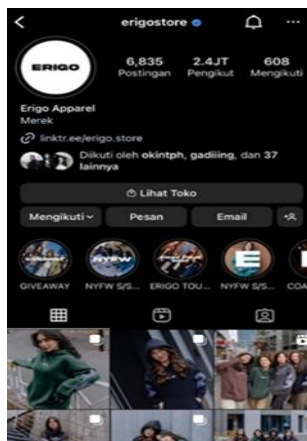 erigostore
ERIGO
6,835 2.4JT 608
Postingan Pengikut Mengikuti
Erigo Apparel
Merek
linktr.ee/erigo.store
Diikuti oleh okintph, gadiiing, dan 37
lainnya
Lihat Toko
Mengikuti Pesan Email
GIVEAWAY NYFW S/S... ERIGO TOU... NYFW S/S... COA